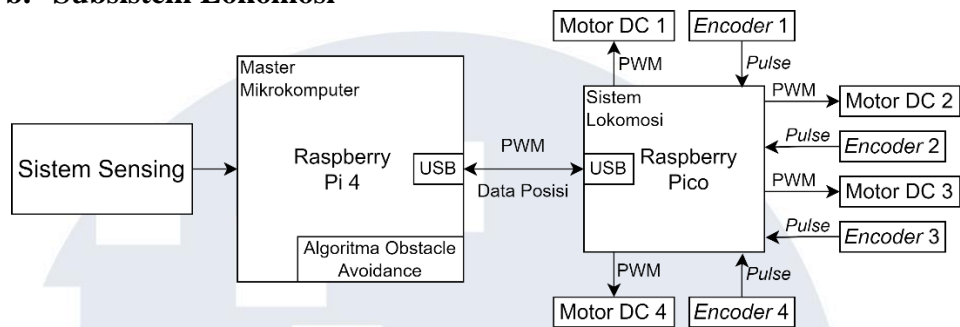 b. Subsistem Lokomosi
Motor DC 1
Encoder 1
PWM
Pulse
Master
Mikrokomputer
Sistem
Lokomosi
PWM
Motor DC 2
Pulse
Encoder 2
Sistem Sensing
Raspberry
Pi 4
USB
PWM
Data Posisi
USB
Raspberry
Pico
PWM
Motor DC 3
Pulse
Encoder 3
Algoritma Obstacle
Avoidance
PWM
Pulse
Motor DC 4
Encoder 4